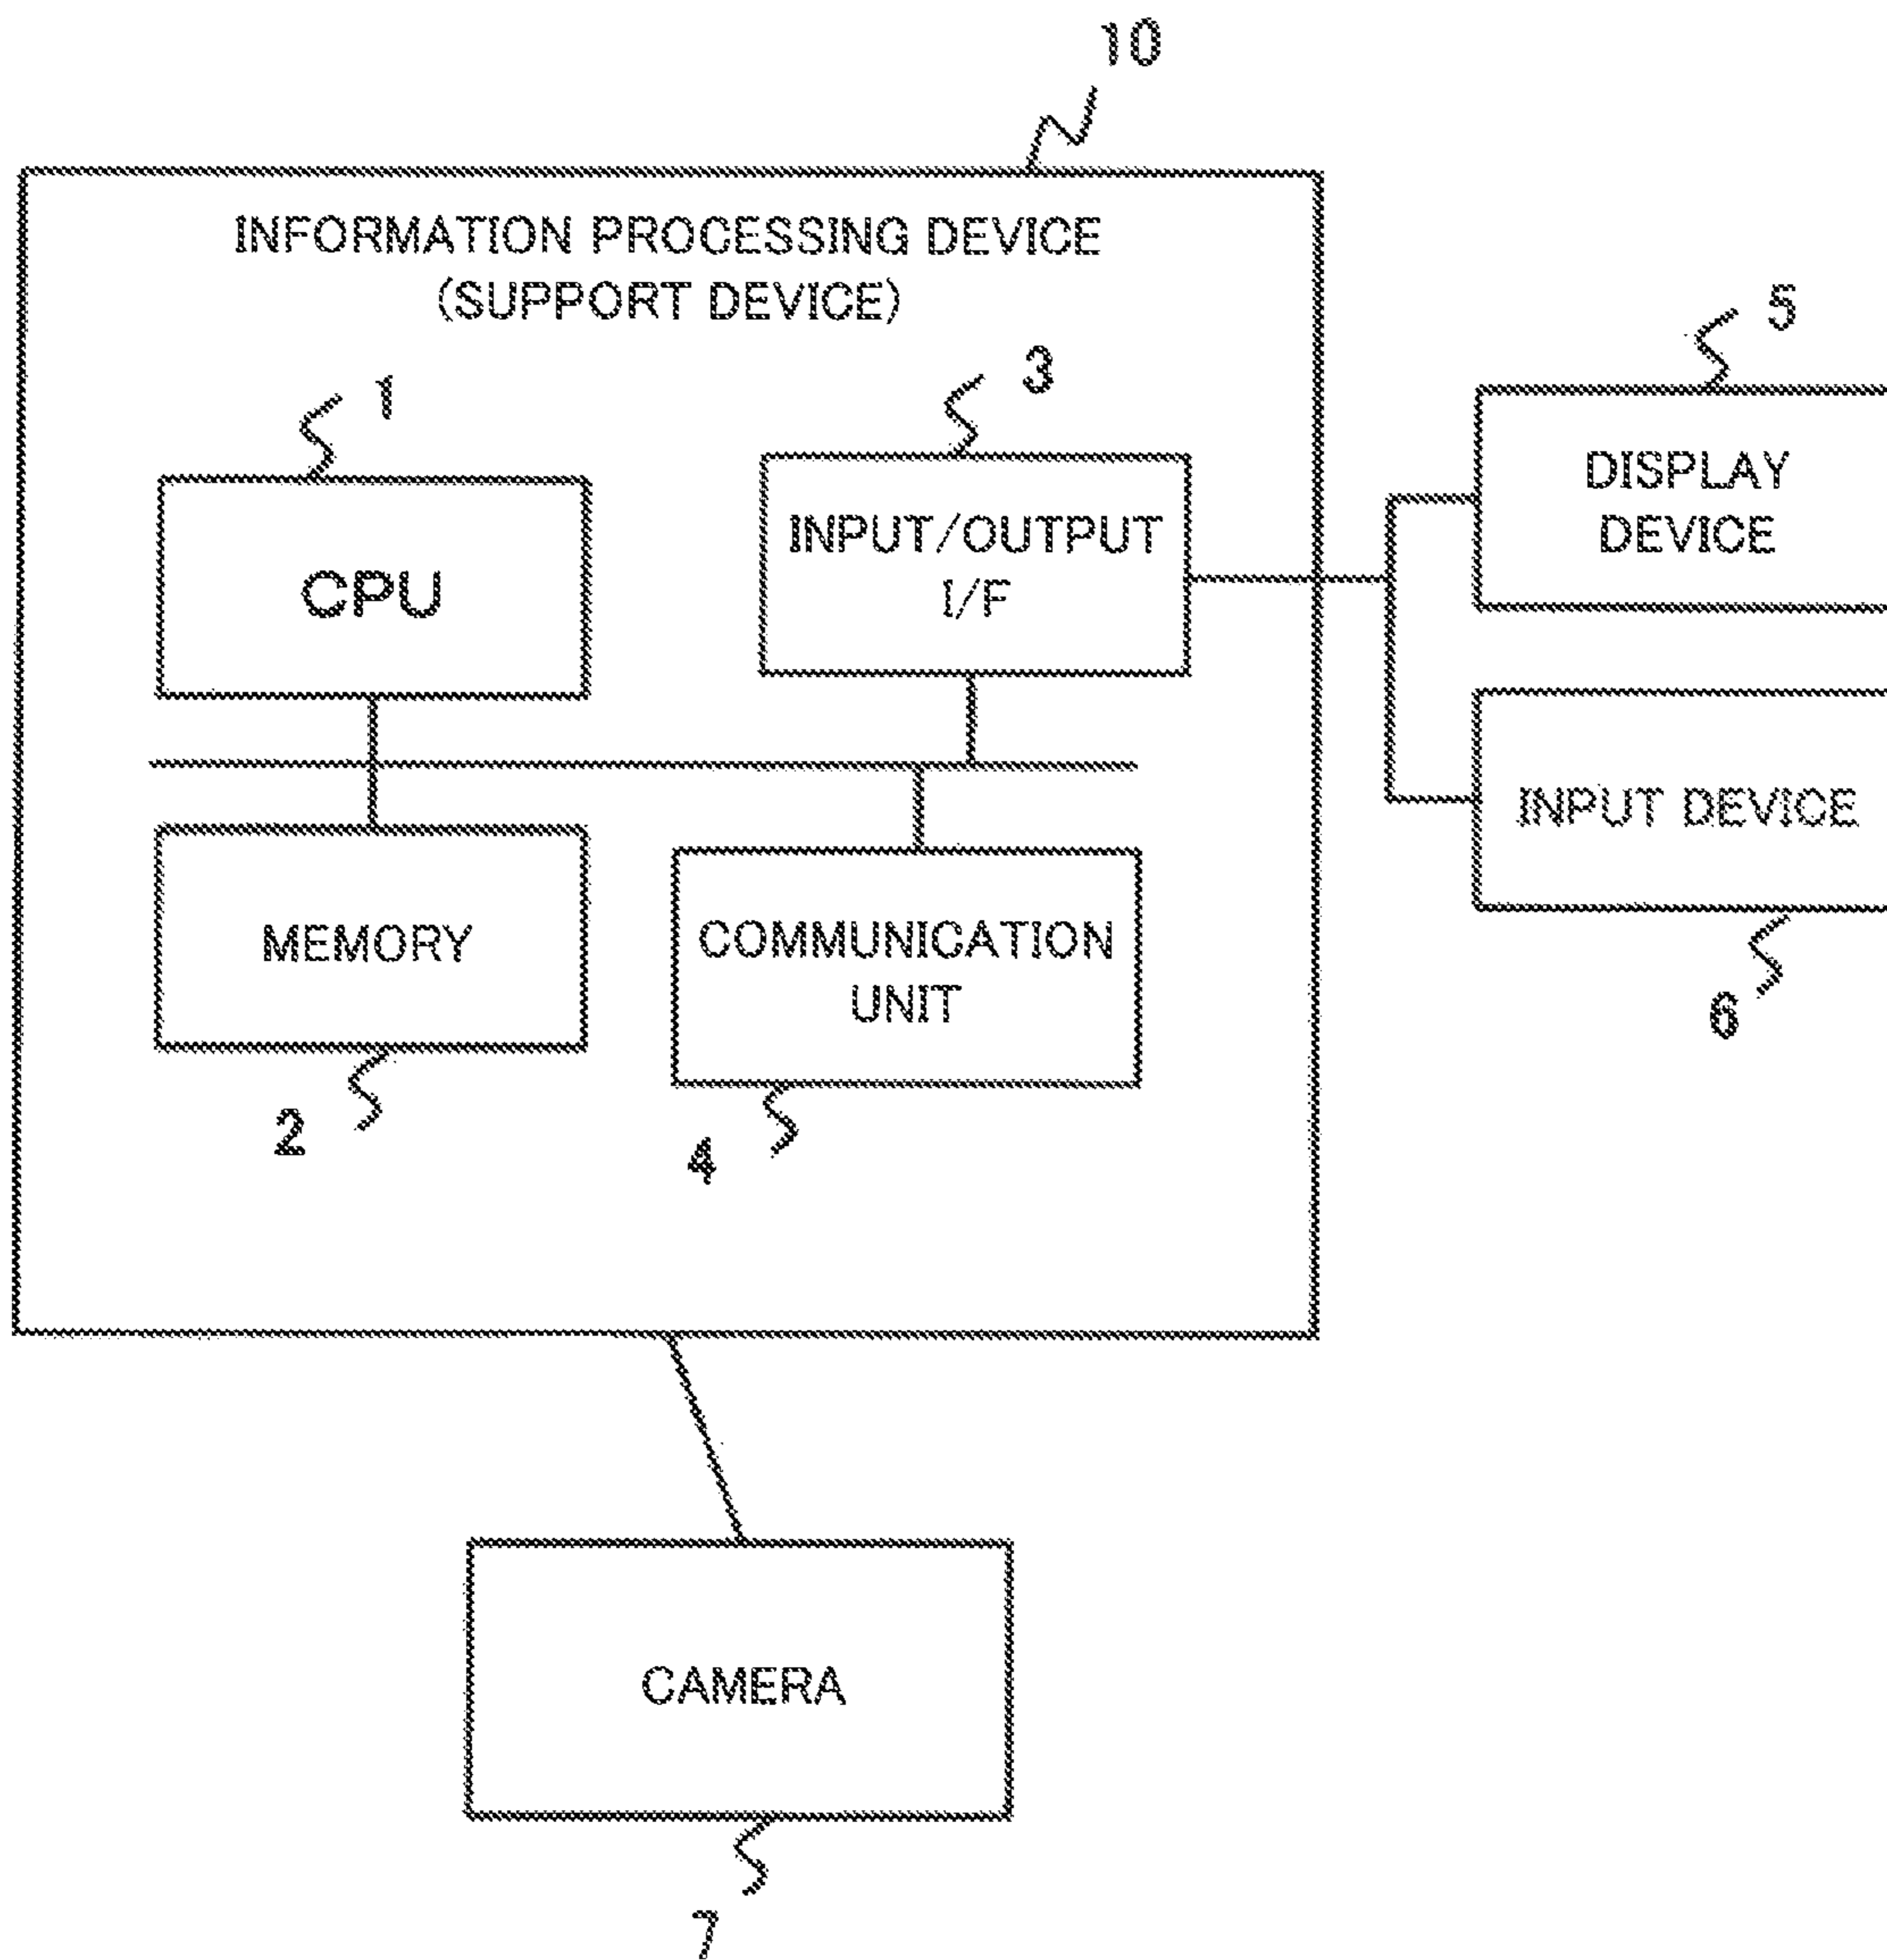 10
INFORMATION PROCESSING DEVICE
(SUPPORT DEVICE)
1
3
5
CPU
INPUT/OUTPUT
I/F
DISPLAY
DEVICE
INPUT DEVICE
6
MEMORY
COMMUNICATION
UNIT
2
4
CAMERA
7